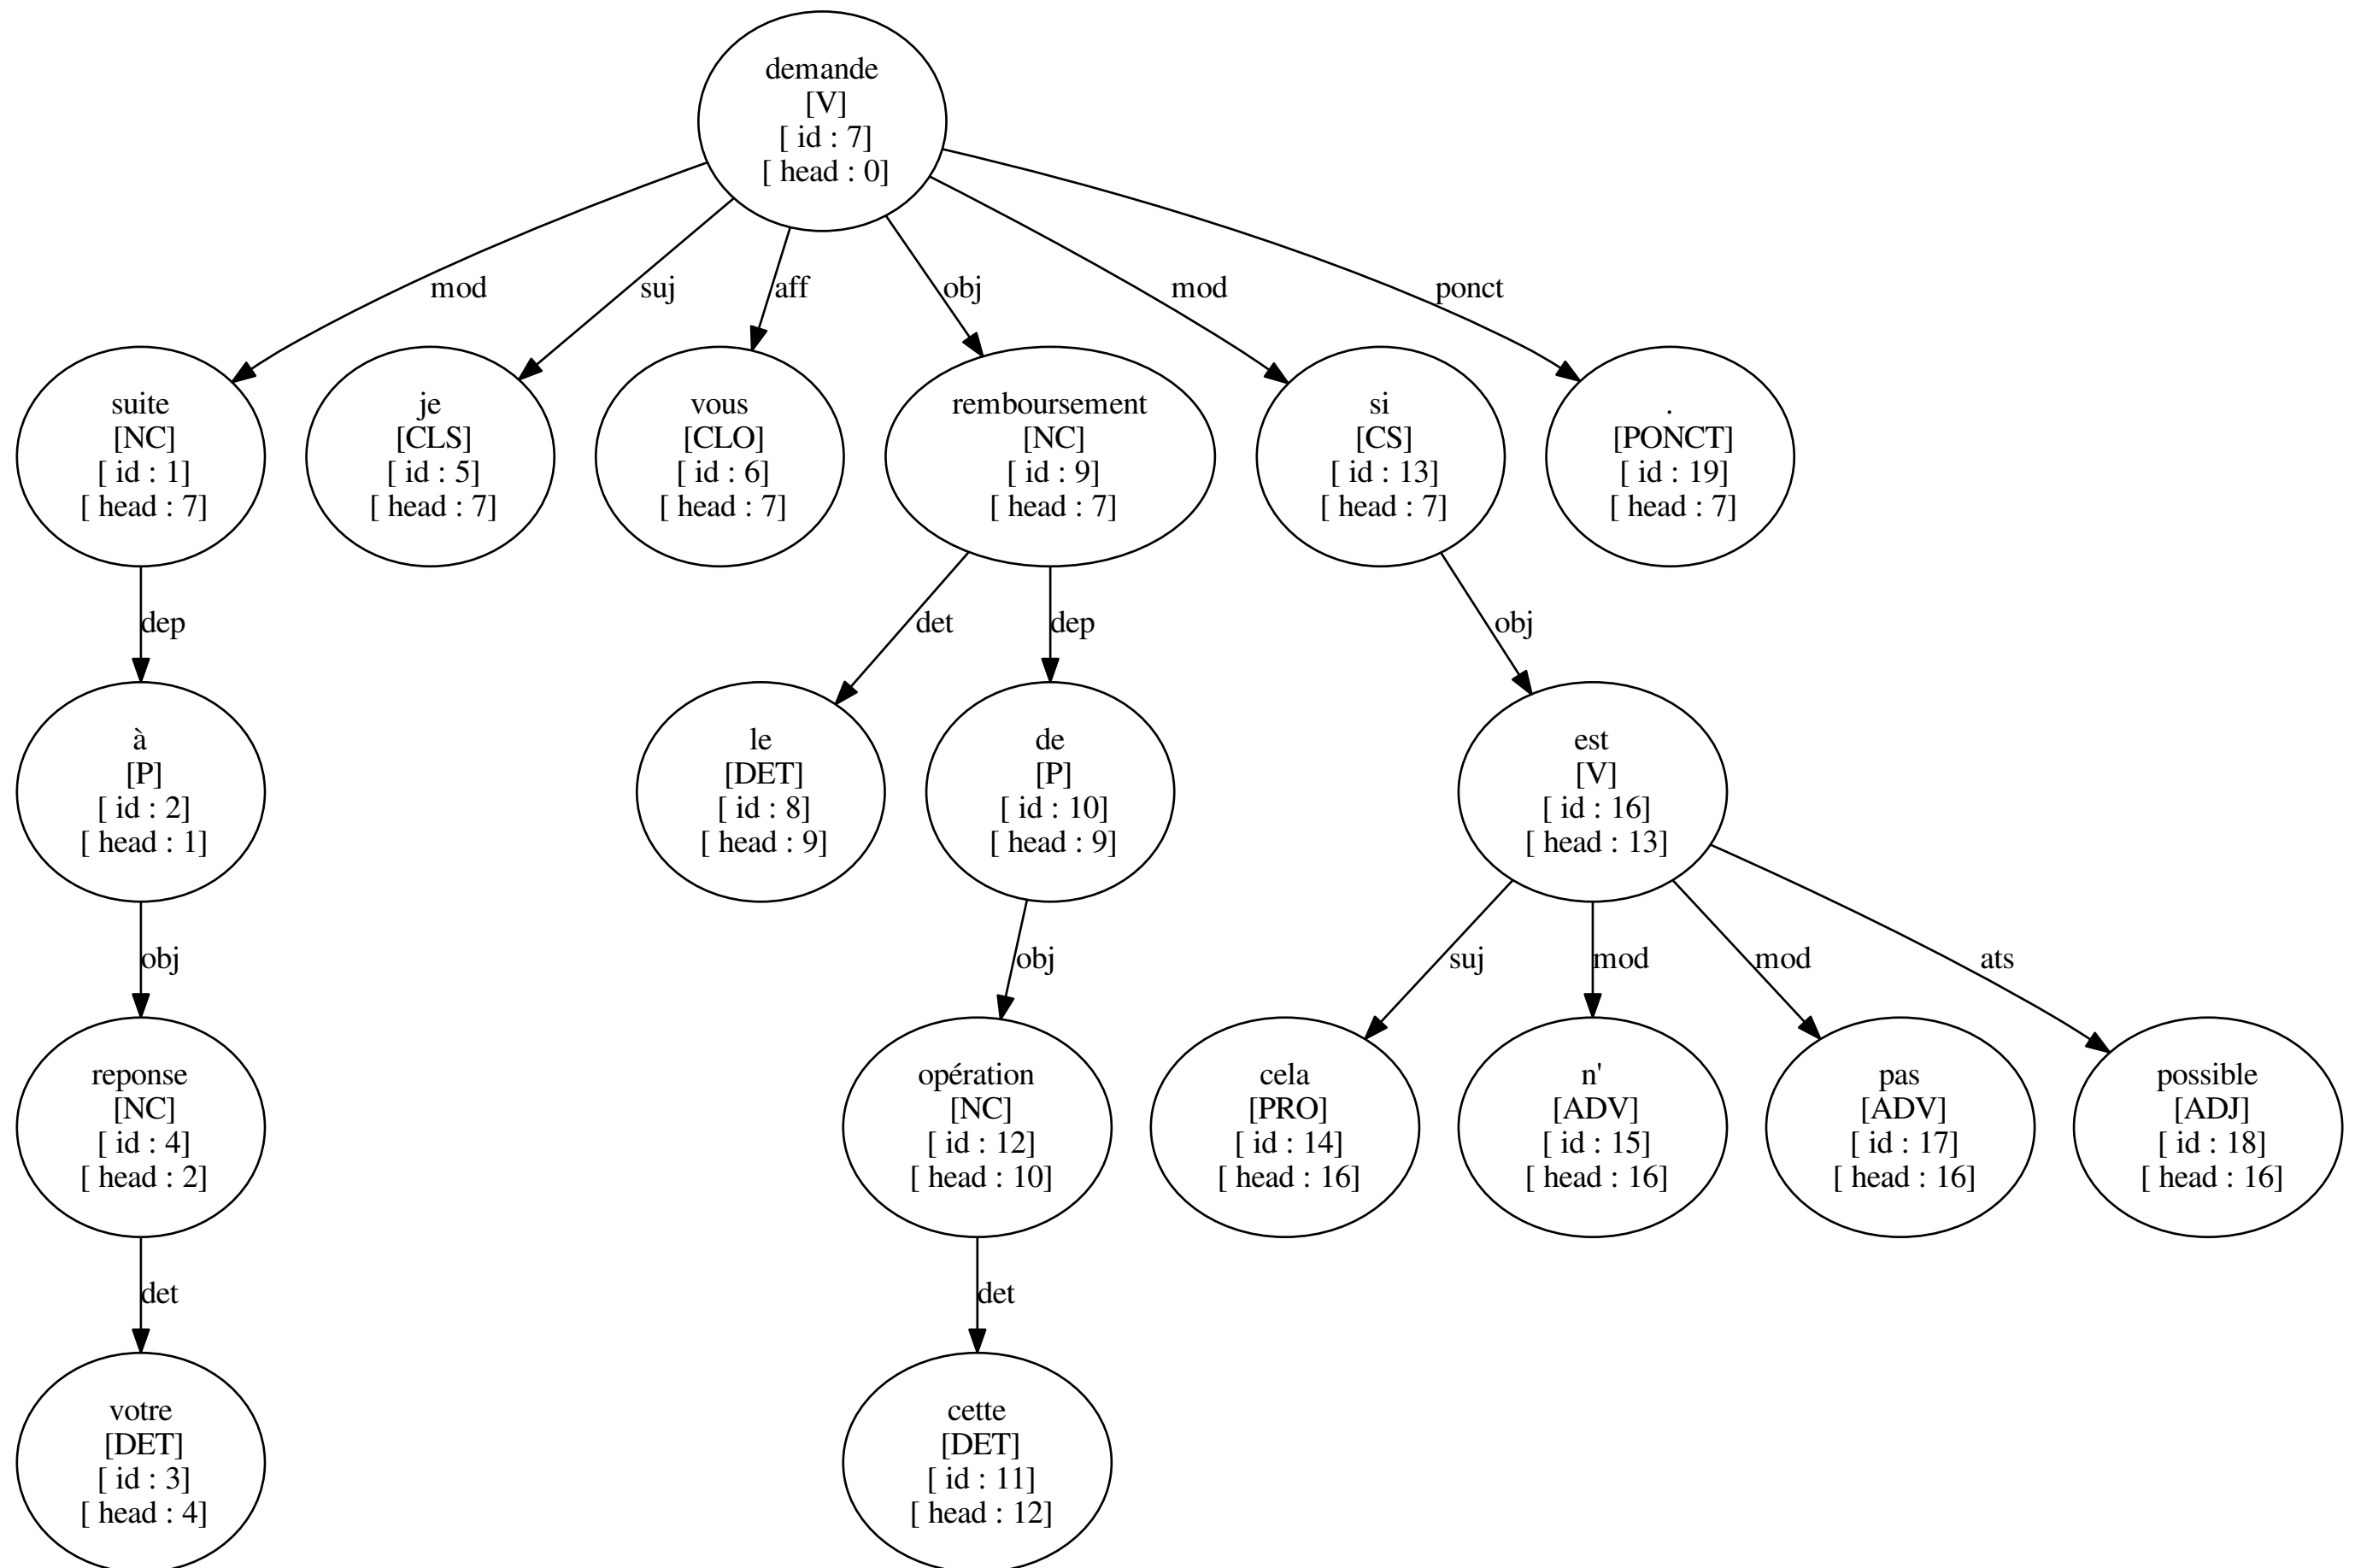 demande
[V]
[ id : 7]
[ head : 0]
mod
suj
aff
obj
mod
ponct
suite
[NC]
[ id : 1]
[ head : 7]
je
[CLS]
[ id : 5]
[ head : 7]
vous
[CLO]
[ id : 6]
[ head : 7]
remboursement
[NC]
[ id : 9]
[ head : 7]
si
[CS]
[ id : 13]
[ head : 7]
.
[PONCT]
[ id : 19]
[ head : 7]
dep
det
dep
obj
à
[P]
[ id : 2]
[ head : 1]
le
[DET]
[ id : 8]
[ head : 9]
de
[P]
[ id : 10]
[ head : 9]
est
[V]
[ id : 16]
[ head : 13]
obj
obj
suj
mod
mod
ats
reponse
[NC]
[ id : 4]
[ head : 2]
opération
[NC]
[ id : 12]
[ head : 10]
cela
[PRO]
[ id : 14]
[ head : 16]
n'
[ADV]
[ id : 15]
[ head : 16]
pas
[ADV]
[ id : 17]
[ head : 16]
possible
[ADJ]
[ id : 18]
[ head : 16]
det
det
votre
[DET]
[ id : 3]
[ head : 4]
cette
[DET]
[ id : 11]
[ head : 12]